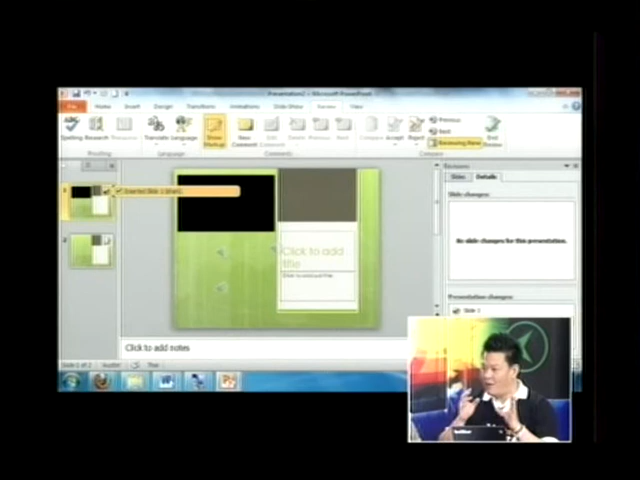 Presentation2 - Microsoft PowerPoint
File Home Insert Design Transitions Animations Slide Show Review View
Spelling Research Thesaurus Translate Language Show Markup New Comment Edit Comment Delete Previous Next Compare Accept Reject End Review
Previous
Next
Reviewing Pane
Proofing Language Comments Compare
Revisions
Slides Details
Slide changes:
No slide changes for this presentation.
Click to add
title
Presentation changes:
Slide 1
Click to add notes
Slide 1 of 2